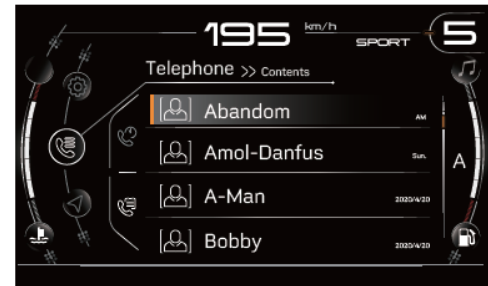 195 km/h SPORT 5
Telephone >> Contents
Abandom AM
Amol-Danfus Sun.
A
A-Man 2020/4/20
Bobby 2020/4/20